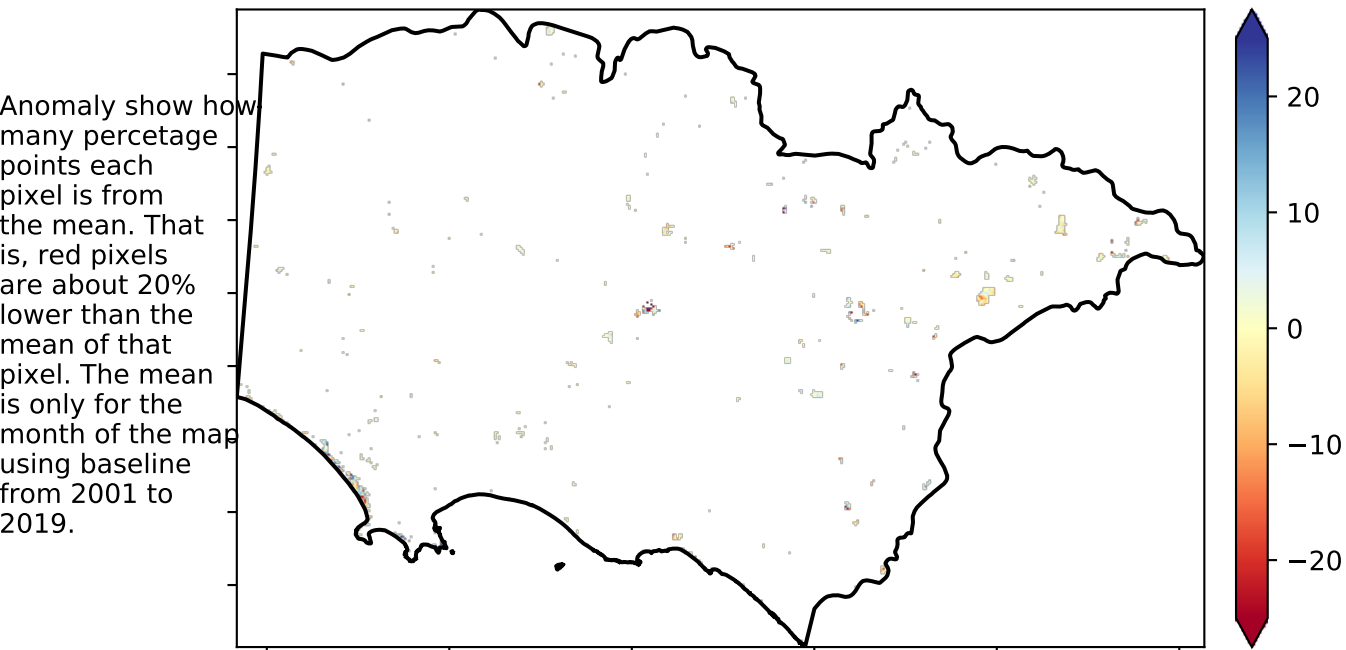 Anomaly show how
many percetage
points each
pixel is from
the mean. That
is, red pixels
are about 20%
lower than the
mean of that
pixel. The mean
is only for the
month of the map
using baseline
from 2001 to
2019.
20
10
0
−10
−20